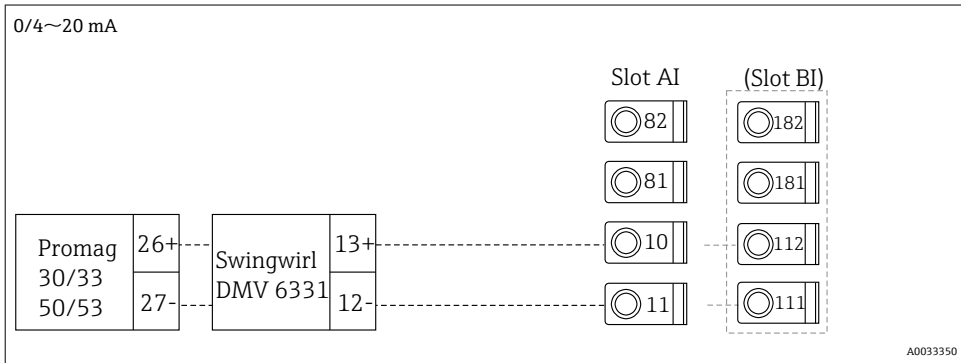 0/4~20 mA
Slot AI
(Slot BI)
82
182
81
181
Promag
30/33
50/53
26+
27-
Swingwirl
DMV 6331
13+
12-
10
112
11
111
A0033350